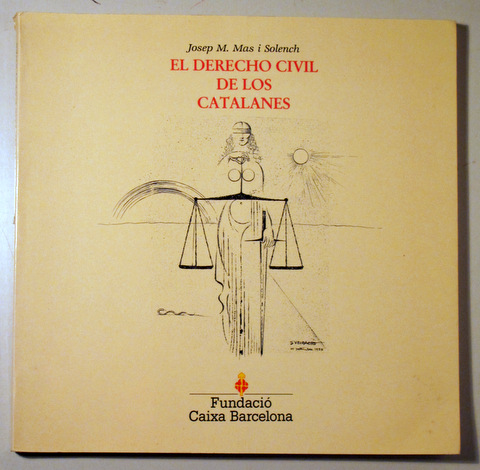 Josep M. Mas i Solench
EL DERECHO CIVIL
DE LOS
CATALANES
Fundació
Caixa Barcelona